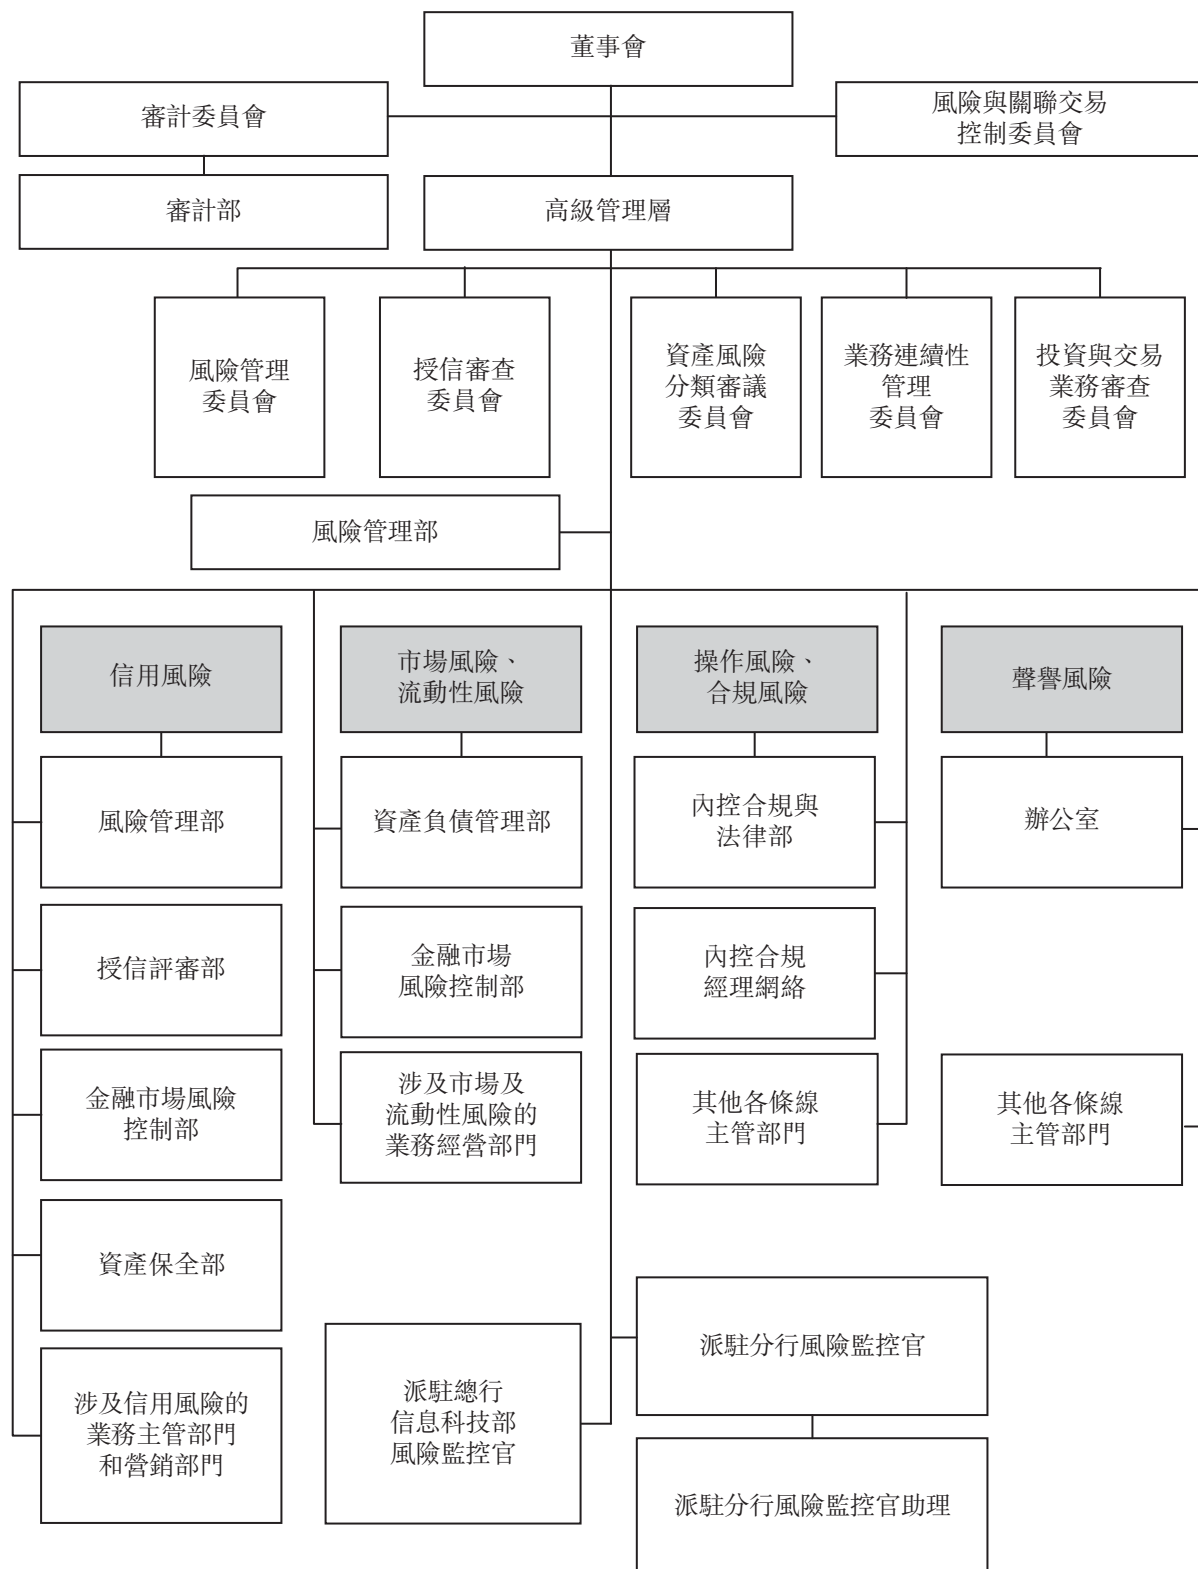 董事會
審計委員會
風險與關聯交易
控制委員會
審計部
高級管理層
風險管理
委員會
授信審查
委員會
資產風險
分類審議
委員會
業務連續性
管理
委員會
投資與交易
業務審查
委員會
風險管理部
信用風險
市場風險、
流動性風險
操作風險、
合規風險
聲譽風險
風險管理部
資產負債管理部
內控合規與
法律部
辦公室
授信評審部
金融市場
風險控制部
內控合規
經理網絡
金融市場風險
控制部
涉及市場及
流動性風險的
業務經營部門
其他各條線
主管部門
其他各條線
主管部門
資產保全部
涉及信用風險的
業務主管部門
和營銷部門
派駐總行
信息科技部
風險監控官
派駐分行風險監控官
派駐分行風險監控官助理